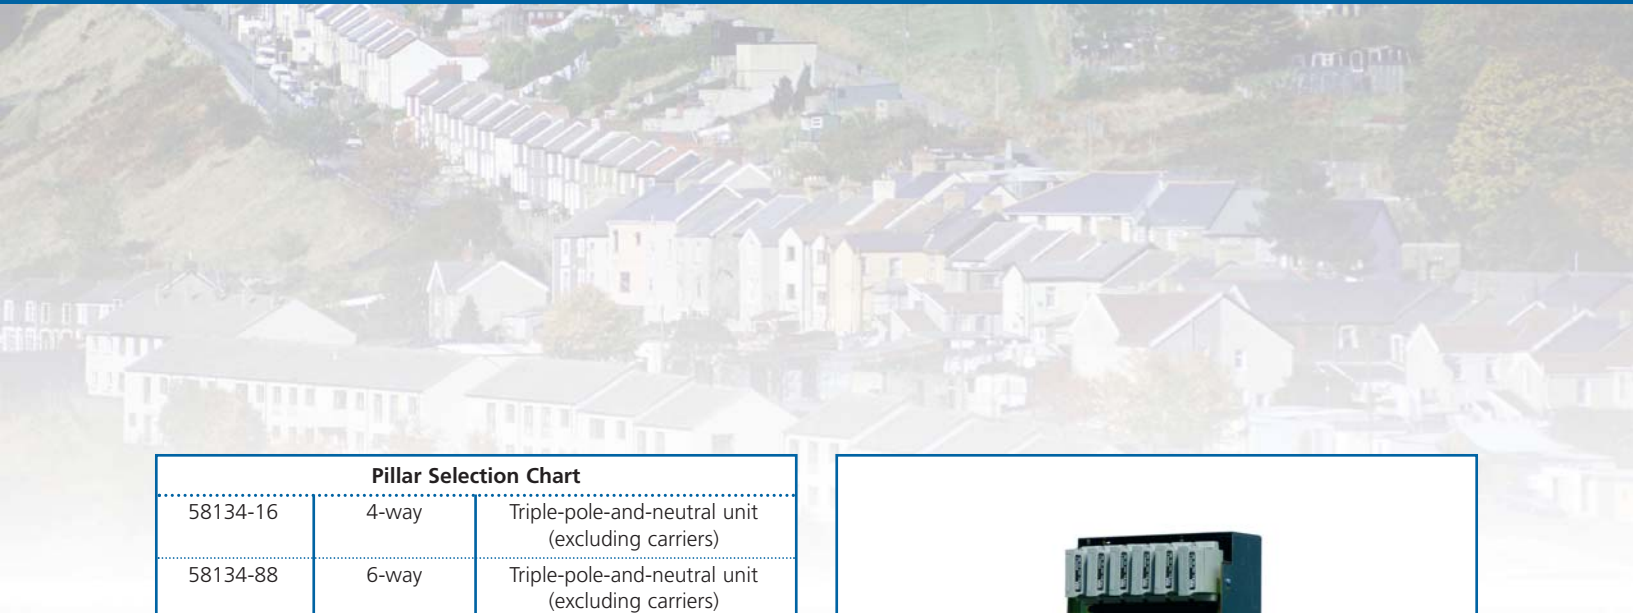 Pillar Selection Chart
58134-16 4-way Triple-pole-and-neutral unit
(excluding carriers)
58134-88 6-way Triple-pole-and-neutral unit
(excluding carriers)